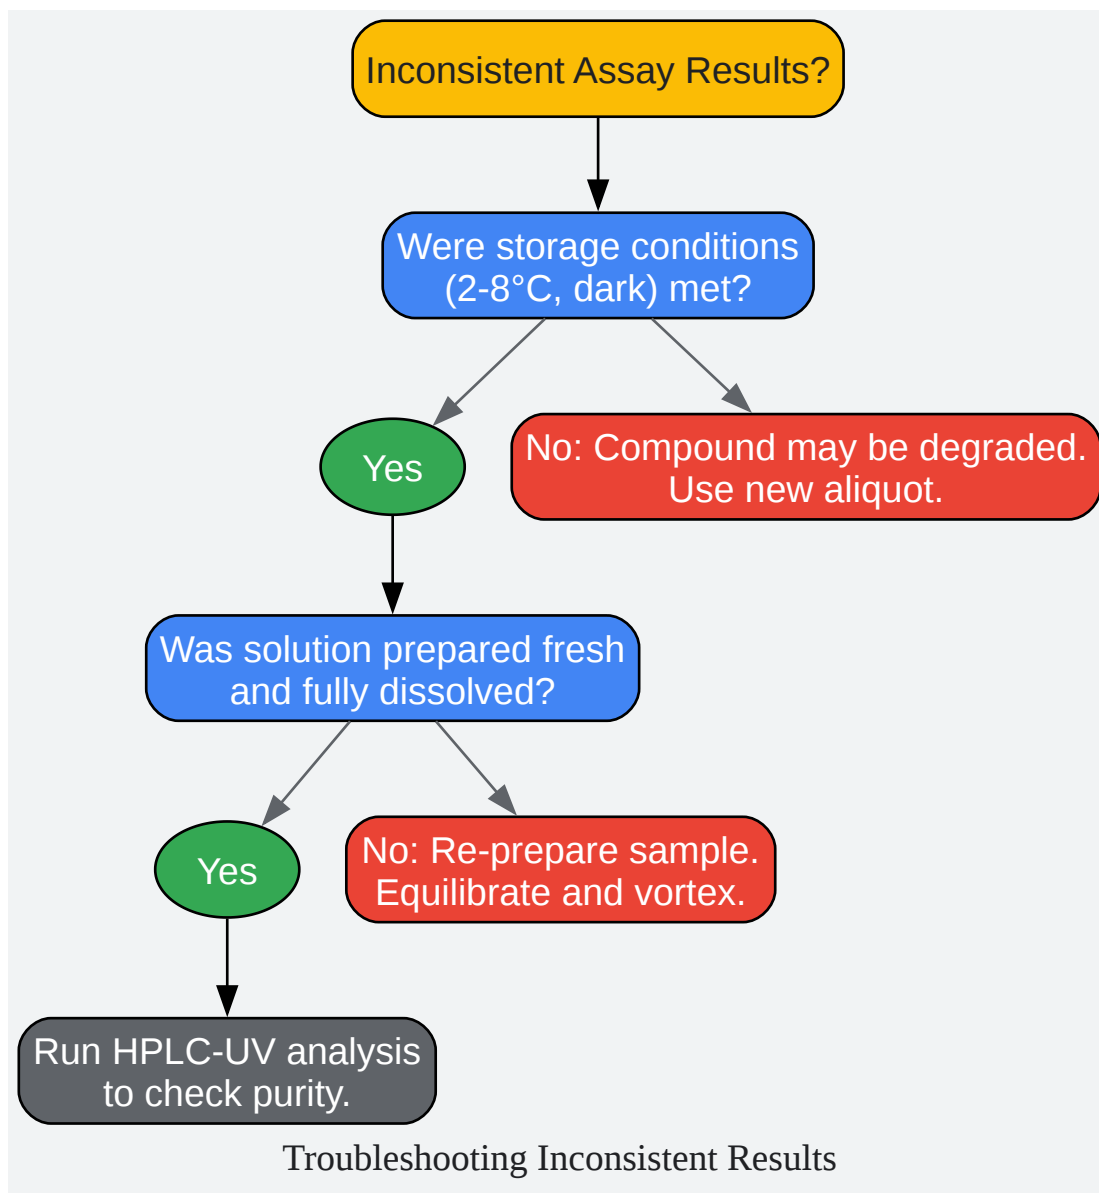 Inconsistent Assay Results?
Were storage conditions
(2-8°C, dark) met?
Yes
No: Compound may be degraded.
Use new aliquot.
Was solution prepared fresh
and fully dissolved?
Yes
No: Re-prepare sample.
Equilibrate and vortex.
Run HPLC-UV analysis
to check purity.
Troubleshooting Inconsistent Results